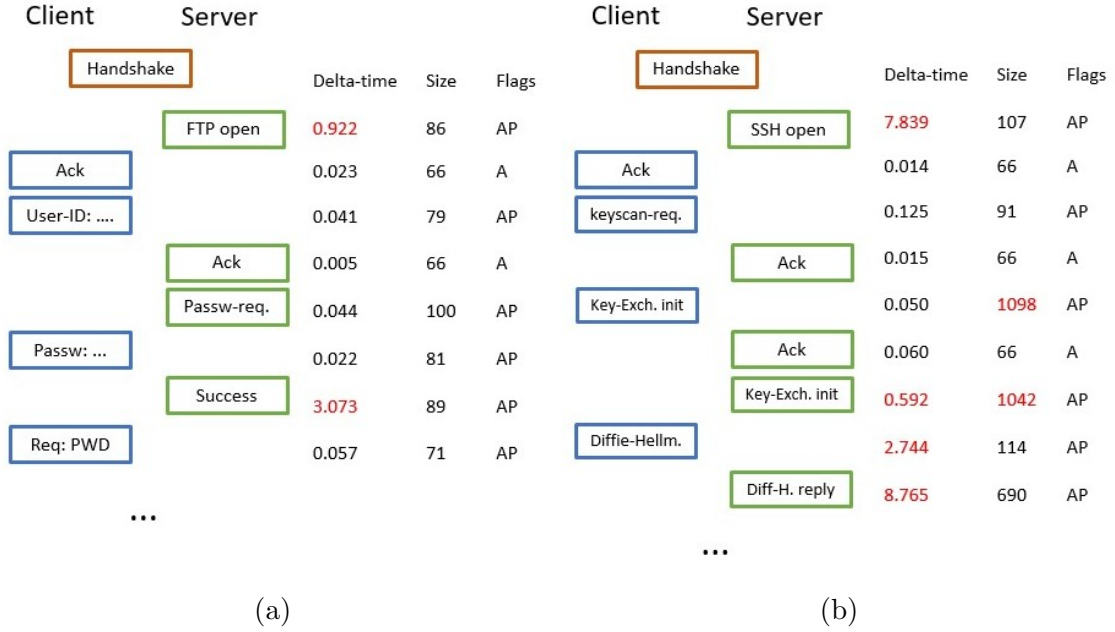 Client Server
Handshake
Delta-time Size Flags
FTP open 0.922 86 AP
Ack 0.023 66 A
User-ID: .... 0.041 79 AP
Ack 0.005 66 A
Passw-req. 0.044 100 AP
Passw: ... 0.022 81 AP
Success 3.073 89 AP
Req: PWD 0.057 71 AP
...
(a)
Client Server
Handshake
Delta-time Size Flags
SSH open 7.839 107 AP
Ack 0.014 66 A
keyscan-req. 0.125 91 AP
Ack 0.015 66 A
Key-Exch. init 0.050 1098 AP
Ack 0.060 66 A
Key-Exch. init 0.592 1042 AP
Diffie-Hellm. 2.744 114 AP
Diff-H. reply 8.765 690 AP
...
(b)